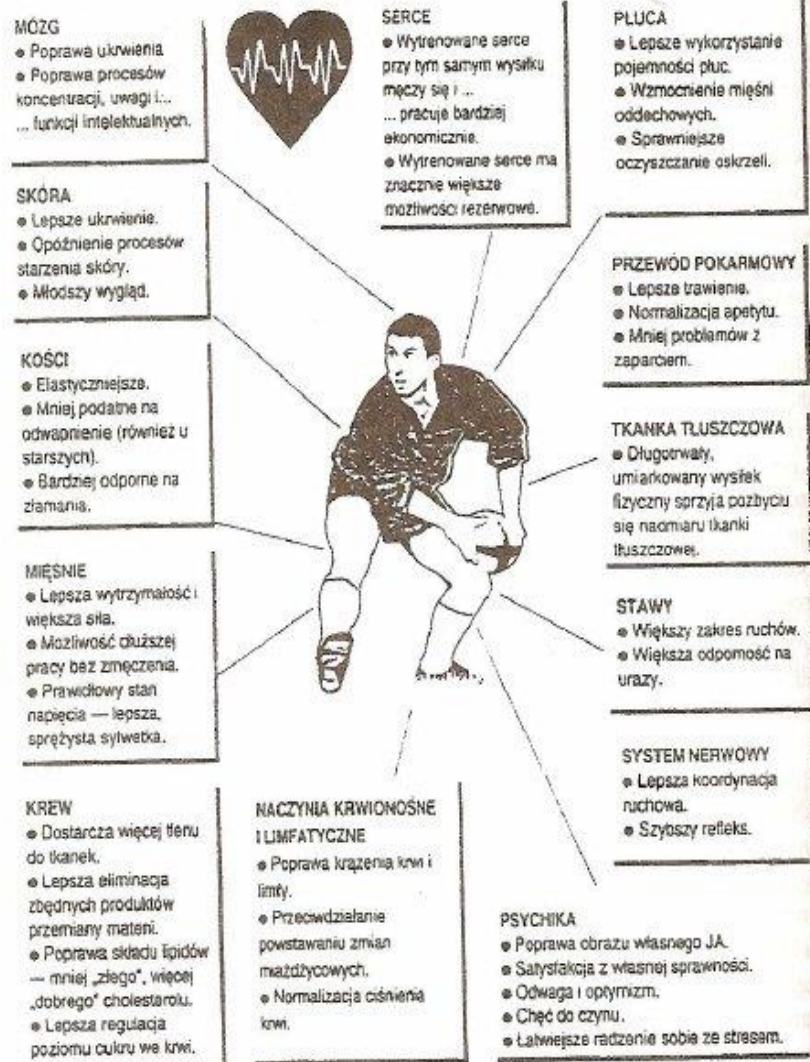 MÓZG
● Poprawa ukrwienia
● Poprawa procesów
koncentracji, uwagi i...
... funkcji intelektualnych.
SERCE
● Wytrenowane serce
przy tym samym wysiłku
męczy się i ...
... pracuje bardziej
ekonomicznie.
● Wytrenowane serce ma
znacznie większe
możliwości rezerwowe.
PŁUCA
● Lepsze wykorzystanie
pojemności płuc.
● Wzmocnienie mięśni
oddechowych.
● Sprawniejsze
oczyszczanie oskrzeli.
SKÓRA
● Lepsze ukrwienie.
● Opóźnienie procesów
starzenia skóry.
● Młodszy wygląd.
PRZEWÓD POKARMOWY
● Lepsze trawienie.
● Normalizacja apetytu.
● Mniej problemów z
zaparciem.
KOŚCI
● Elastyczniejsze.
● Mniej podatne na
odwapnienie (również u
starszych).
● Bardziej odporne na
złamania.
TKANKA TŁUSZCZOWA
● Długotrwały,
umiarkowany wysiłek
fizyczny sprzyja pozbyciu
się nadmiaru tkanki
tłuszczowej.
MIĘŚNIE
● Lepsza wytrzymałość i
większa siła.
● Możliwość dłuższej
pracy bez zmęczenia.
● Prawidłowy stan
napięcia — lepsza,
sprężysta sylwetka.
STAWY
● Większy zakres ruchów.
● Większa odporność na
urazy.
SYSTEM NERWOWY
● Lepsza koordynacja
ruchowa.
● Szybszy refleks.
KREW
● Dostarcza więcej tlenu
do tkanek.
● Lepsza eliminacja
zbędnych produktów
przemiany materii.
● Poprawa składu lipidów
— mniej „złego", więcej
„dobrego" cholesterolu.
● Lepsza regulacja
poziomu cukru we krwi.
NACZYNIA KRWIONOŚNE
I LIMFATYCZNE
● Poprawa krążenia krwi i
limfy.
● Przeciwdziałanie
powstawaniu zmian
miażdżycowych.
● Normalizacja ciśnienia
krwi.
PSYCHIKA
● Poprawa obrazu własnego JA.
● Satysfakcja z własnej sprawności.
● Odwaga i optymizm.
● Chęć do czynu.
● Łatwiejsze radzenie sobie ze stresem.